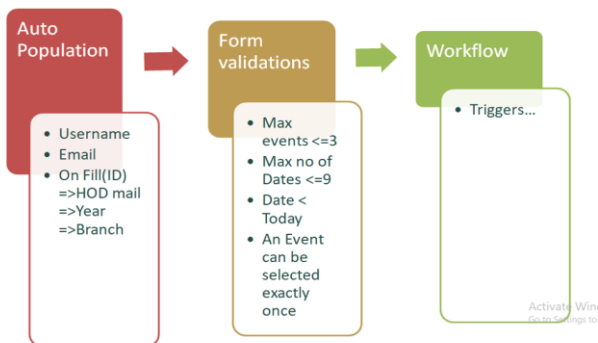 Auto
Population
• Username
• Email
• On Fill(ID)
=>HOD mail
=>Year
=>Branch
Form
validations
• Max
events <=3
• Max no of
Dates <=9
• Date <
Today
• An Event
can be
selected
exactly
once
Workflow
• Triggers...
Activate Wind
Go to Settings to